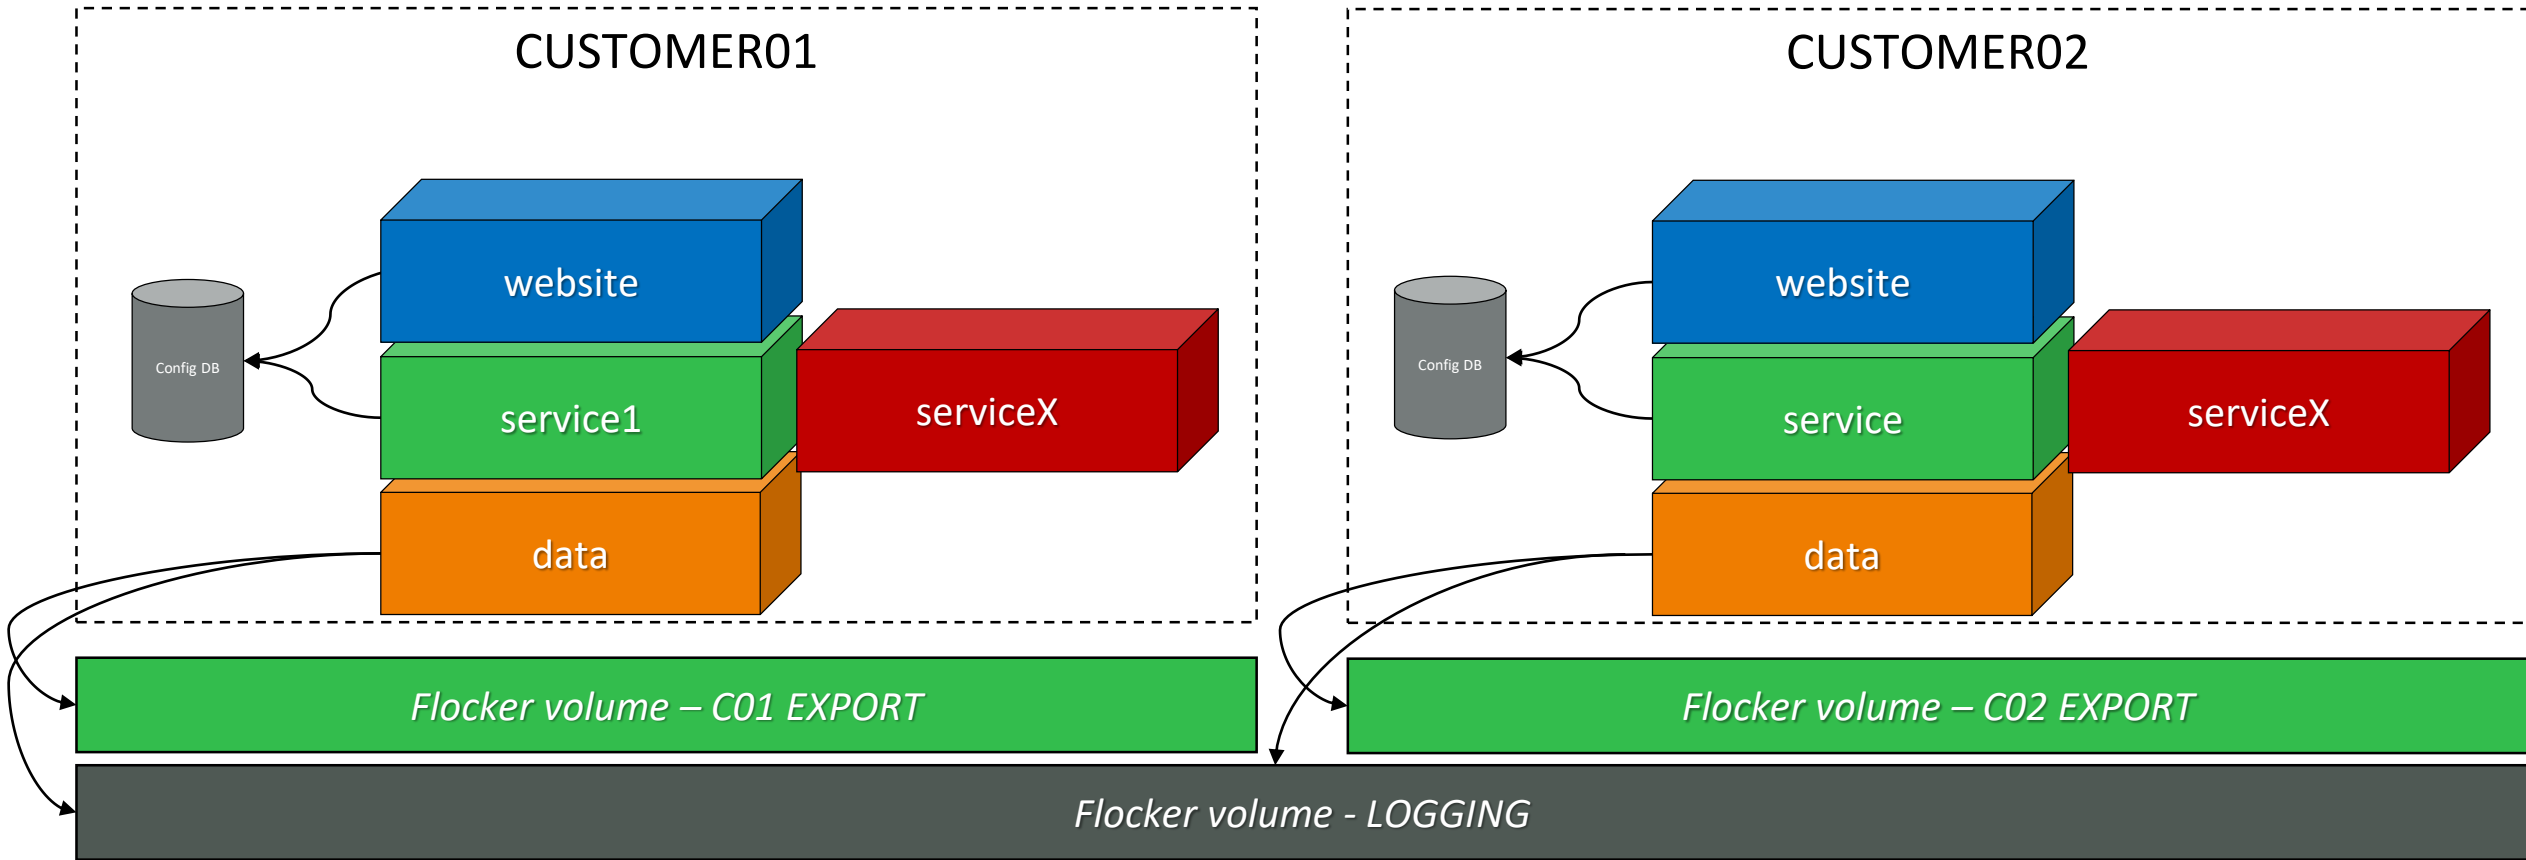 CUSTOMER01
website
Config DB
service1
serviceX
data
Flocker volume – C01 EXPORT
CUSTOMER02
website
Config DB
service
serviceX
data
Flocker volume – C02 EXPORT
Flocker volume - LOGGING